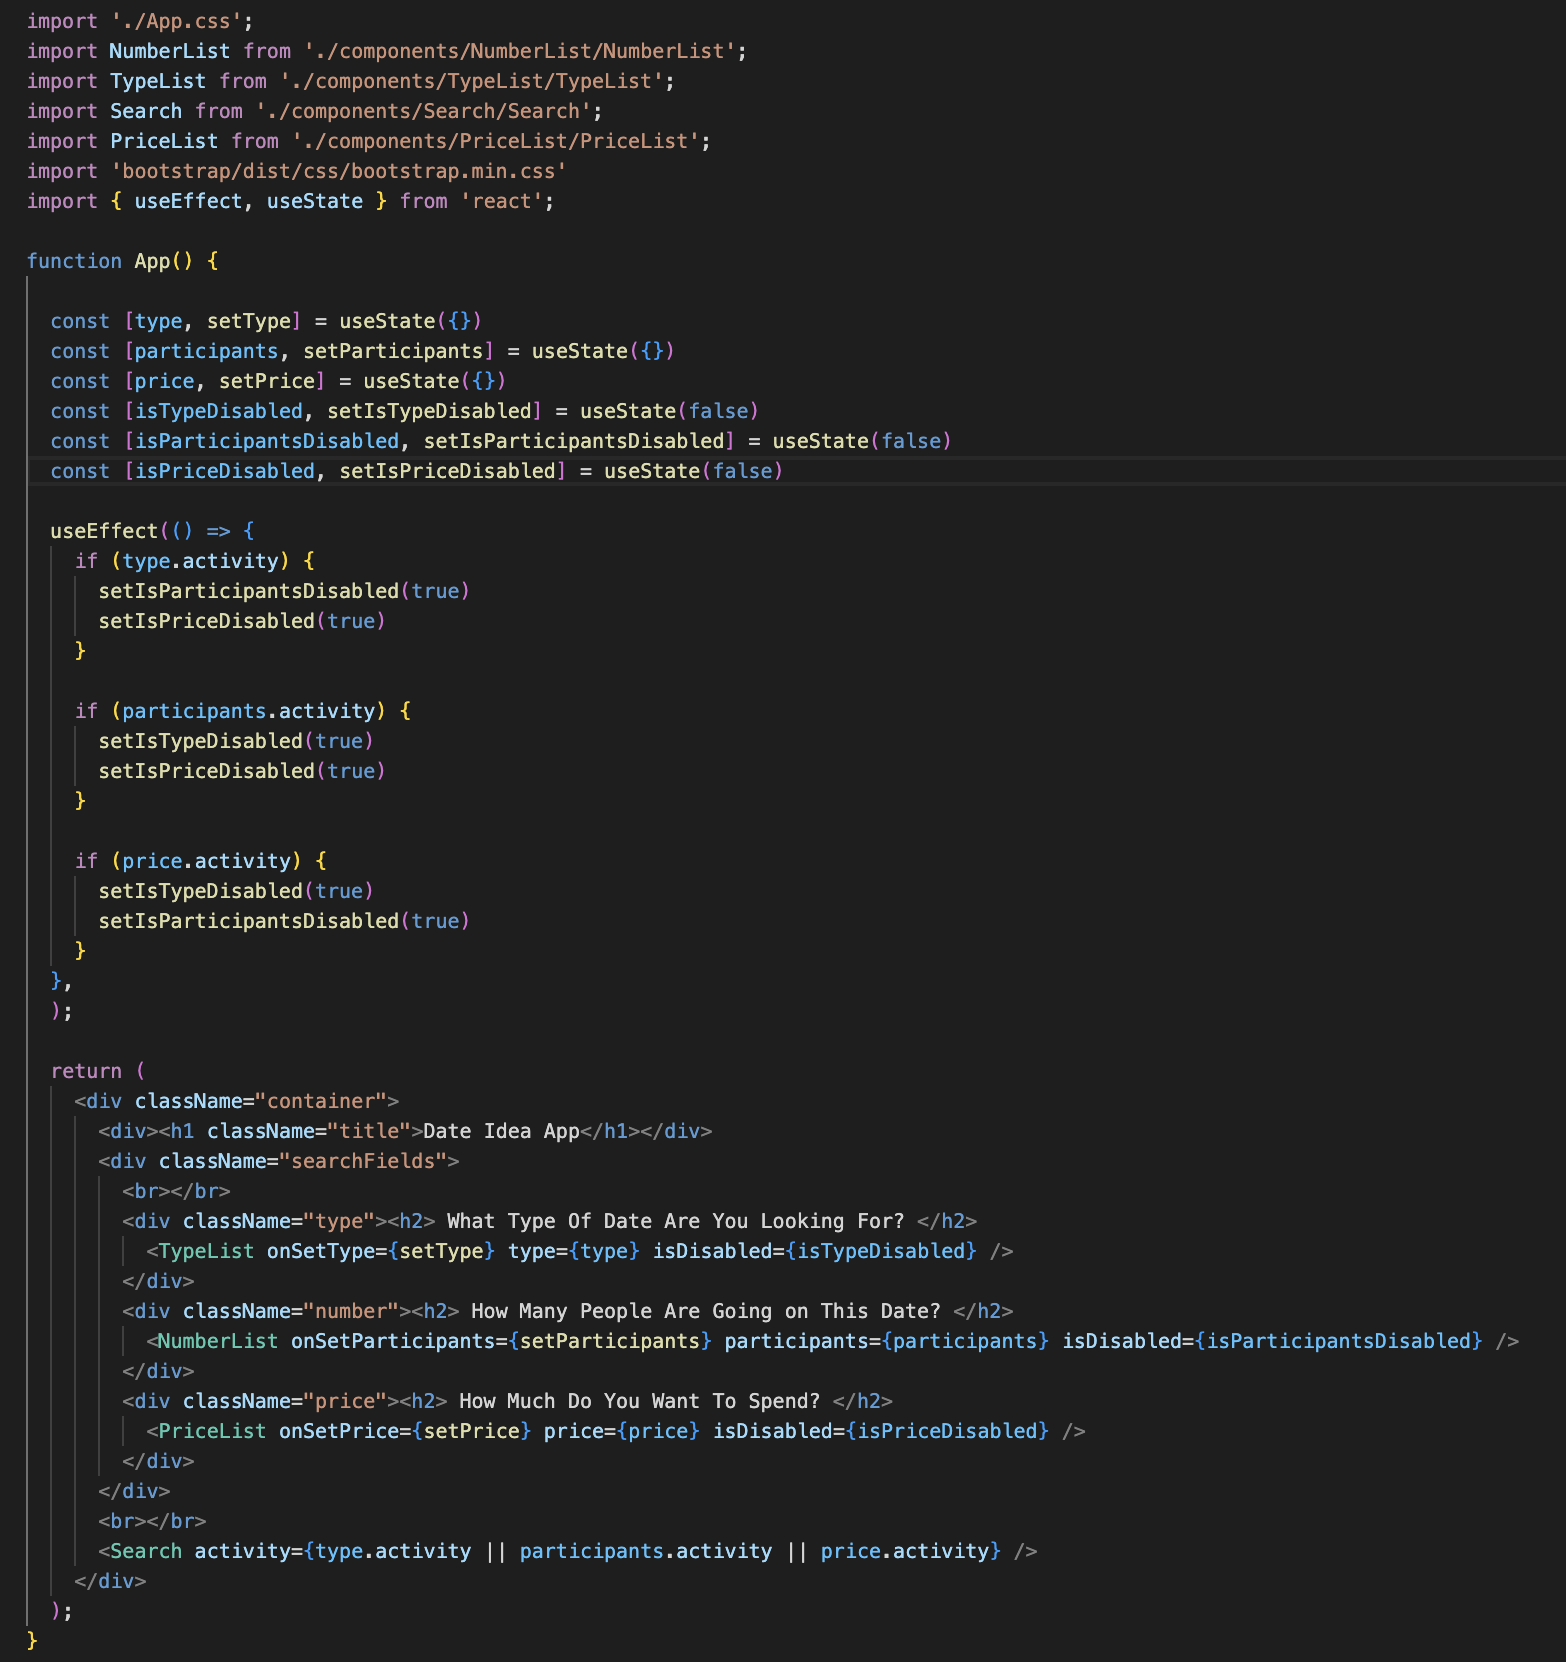 import './App.css';
import NumberList from './components/NumberList/NumberList';
import TypeList from './components/TypeList/TypeList';
import Search from './components/Search/Search';
import PriceList from './components/PriceList/PriceList';
import 'bootstrap/dist/css/bootstrap.min.css'
import { useEffect, useState } from 'react';

function App() {

  const [type, setType] = useState({})
  const [participants, setParticipants] = useState({})
  const [price, setPrice] = useState({})
  const [isTypeDisabled, setIsTypeDisabled] = useState(false)
  const [isParticipantsDisabled, setIsParticipantsDisabled] = useState(false)
  const [isPriceDisabled, setIsPriceDisabled] = useState(false)

  useEffect(() => {
    if (type.activity) {
      setIsParticipantsDisabled(true)
      setIsPriceDisabled(true)
    }

    if (participants.activity) {
      setIsTypeDisabled(true)
      setIsPriceDisabled(true)
    }

    if (price.activity) {
      setIsTypeDisabled(true)
      setIsParticipantsDisabled(true)
    }
  },
  );

  return (
    <div className="container">
      <div><h1 className="title">Date Idea App</h1></div>
      <div className="searchFields">
        <br></br>
        <div className="type"><h2> What Type Of Date Are You Looking For? </h2>
          <TypeList onSetType={setType} type={type} isDisabled={isTypeDisabled} />
        </div>
        <div className="number"><h2> How Many People Are Going on This Date? </h2>
          <NumberList onSetParticipants={setParticipants} participants={participants} isDisabled={isParticipantsDisabled} />
        </div>
        <div className="price"><h2> How Much Do You Want To Spend? </h2>
          <PriceList onSetPrice={setPrice} price={price} isDisabled={isPriceDisabled} />
        </div>
      </div>
      <br></br>
      <Search activity={type.activity || participants.activity || price.activity} />
    </div>
  );
}